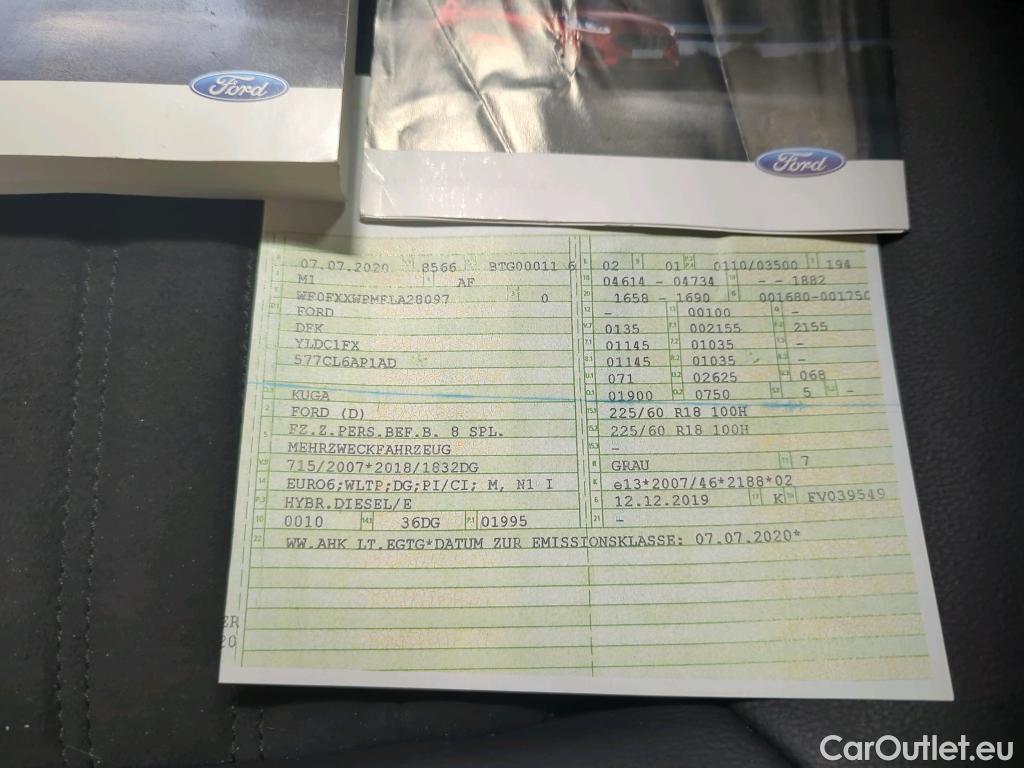 Ford
Ford
07.07.2020 8566 BTG00011 6
M1 AF
WF0FXXWPMFLA28097 0
FORD
DFK
YLDC1FX
577CL6AP1AD
KUGA
FORD (D)
FZ.Z.PERS.BEF.B. 8 SPL.
MEHRZWECKFAHRZEUG
715/2007*2018/1832DG
EURO6;WLTP;DG;PI/CI; M, N1 I
HYBR.DIESEL/E
0010 36DG 01995
WW.AHK LT.EGTG*DATUM ZUR EMISSIONSKLASSE: 07.07.2020*
02 01 0110/03500 194
04614 - 04734 - - 1882
1658 - 1690 001680-00175
- 00100 -
0135 002155 2155
01145 01035 -
01145 01035 -
071 02625 068
01900 0750 5 -
225/60 R18 100H
225/60 R18 100H
-
GRAU 7
e13*2007/46*2188*02
12.12.2019 K FV039549
-
ER
20
CarOutlet.eu